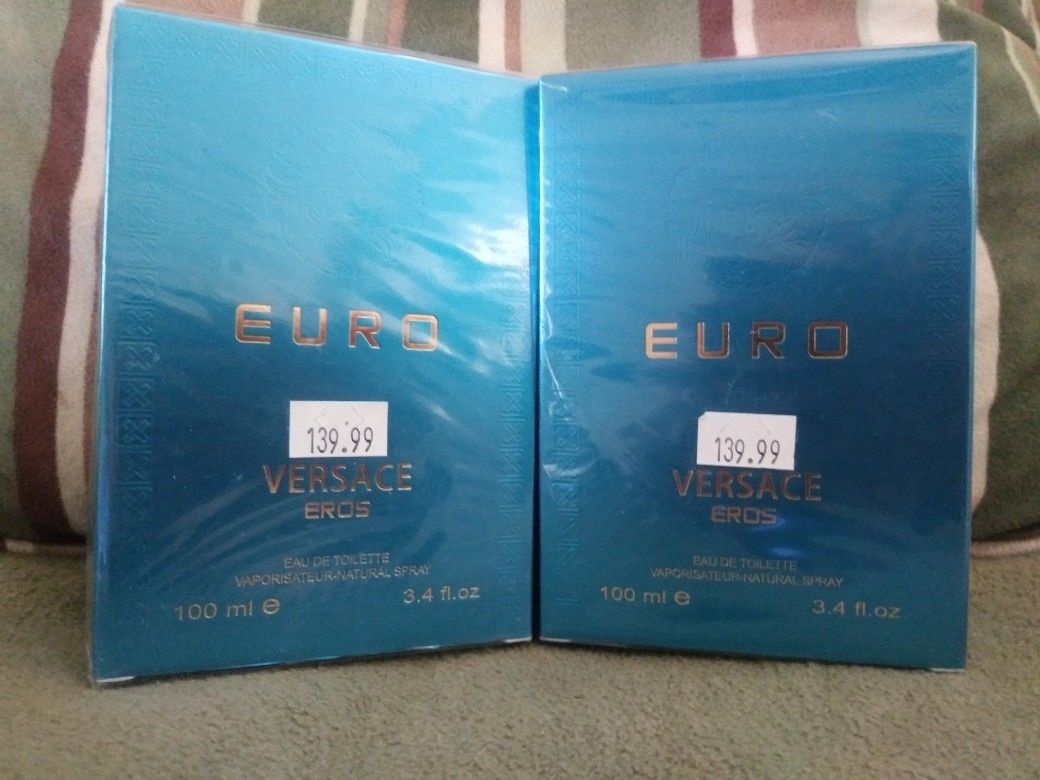 EURO
139.99
VERSACE
EROS
EAU DE TOILETTE
VAPORISATEUR-NATURAL SPRAY
100 ml e
3.4 fl.oz
EURO
139.99
VERSACE
EROS
EAU DE TOILETTE
VAPORISATEUR-NATURAL SPRAY
100 ml e
3.4 fl.oz